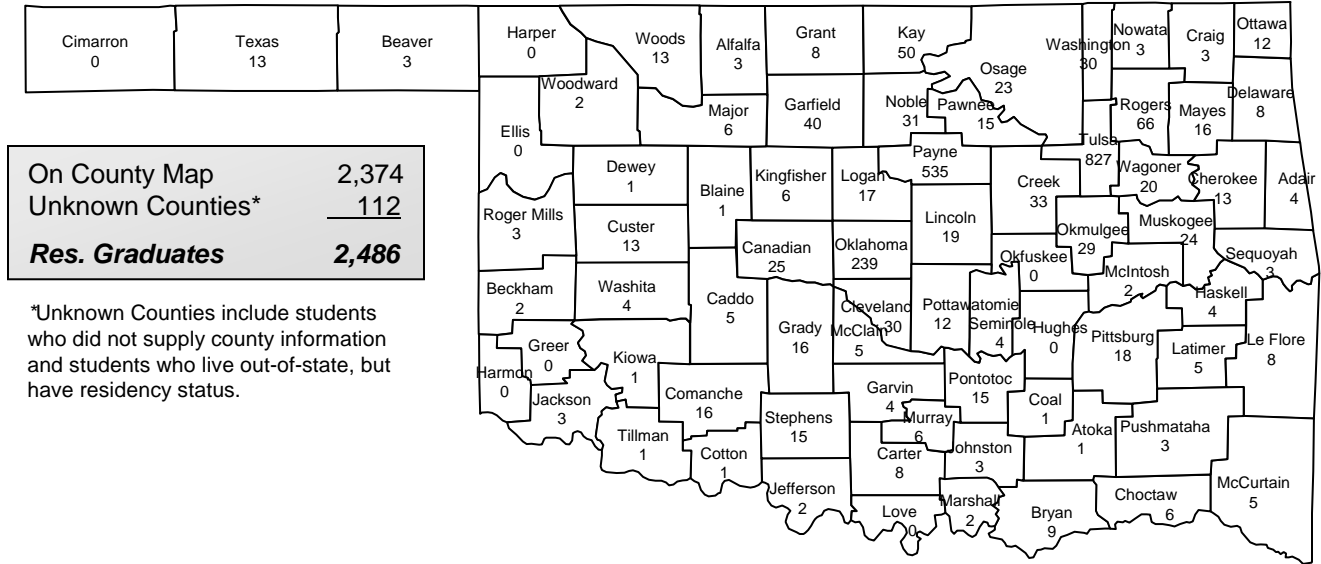 Cimarron
0
Texas
13
Beaver
3
Harper
0
Woods
13
Alfalfa
3
Grant
8
Kay
50
Osage
23
Washington
30
Nowata
3
Craig
3
Ottawa
12
Woodward
2
Ellis
0
Major
6
Garfield
40
Noble
31
Pawnee
15
Rogers
66
Mayes
16
Delaware
8
Tulsa
827
Dewey
1
Blaine
1
Kingfisher
6
Logan
17
Payne
535
Creek
33
Wagoner
20
Cherokee
13
Adair
4
Roger Mills
3
Custer
13
Canadian
25
Oklahoma
239
Lincoln
19
Okfuskee
0
Okmulgee
29
Muskogee
24
Sequoyah
3
McIntosh
2
Haskell
4
Beckham
2
Washita
4
Caddo
5
Grady
16
Cleveland
30
McClain
5
Pottawatomie
12
Seminole
4
Hughes
0
Pittsburg
18
Latimer
5
Le Flore
8
Greer
0
Harmon
0
Kiowa
1
Jackson
3
Comanche
16
Tillman
1
Cotton
1
Stephens
15
Jefferson
2
Garvin
4
Murray
6
Carter
8
Love
0
Pontotoc
15
Johnston
3
Marshall
2
Coal
1
Atoka
1
Bryan
9
Pushmataha
3
Choctaw
6
McCurtain
5
On County Map 2,374
Unknown Counties* 112
Res. Graduates 2,486
*Unknown Counties include students
who did not supply county information
and students who live out-of-state, but
have residency status.